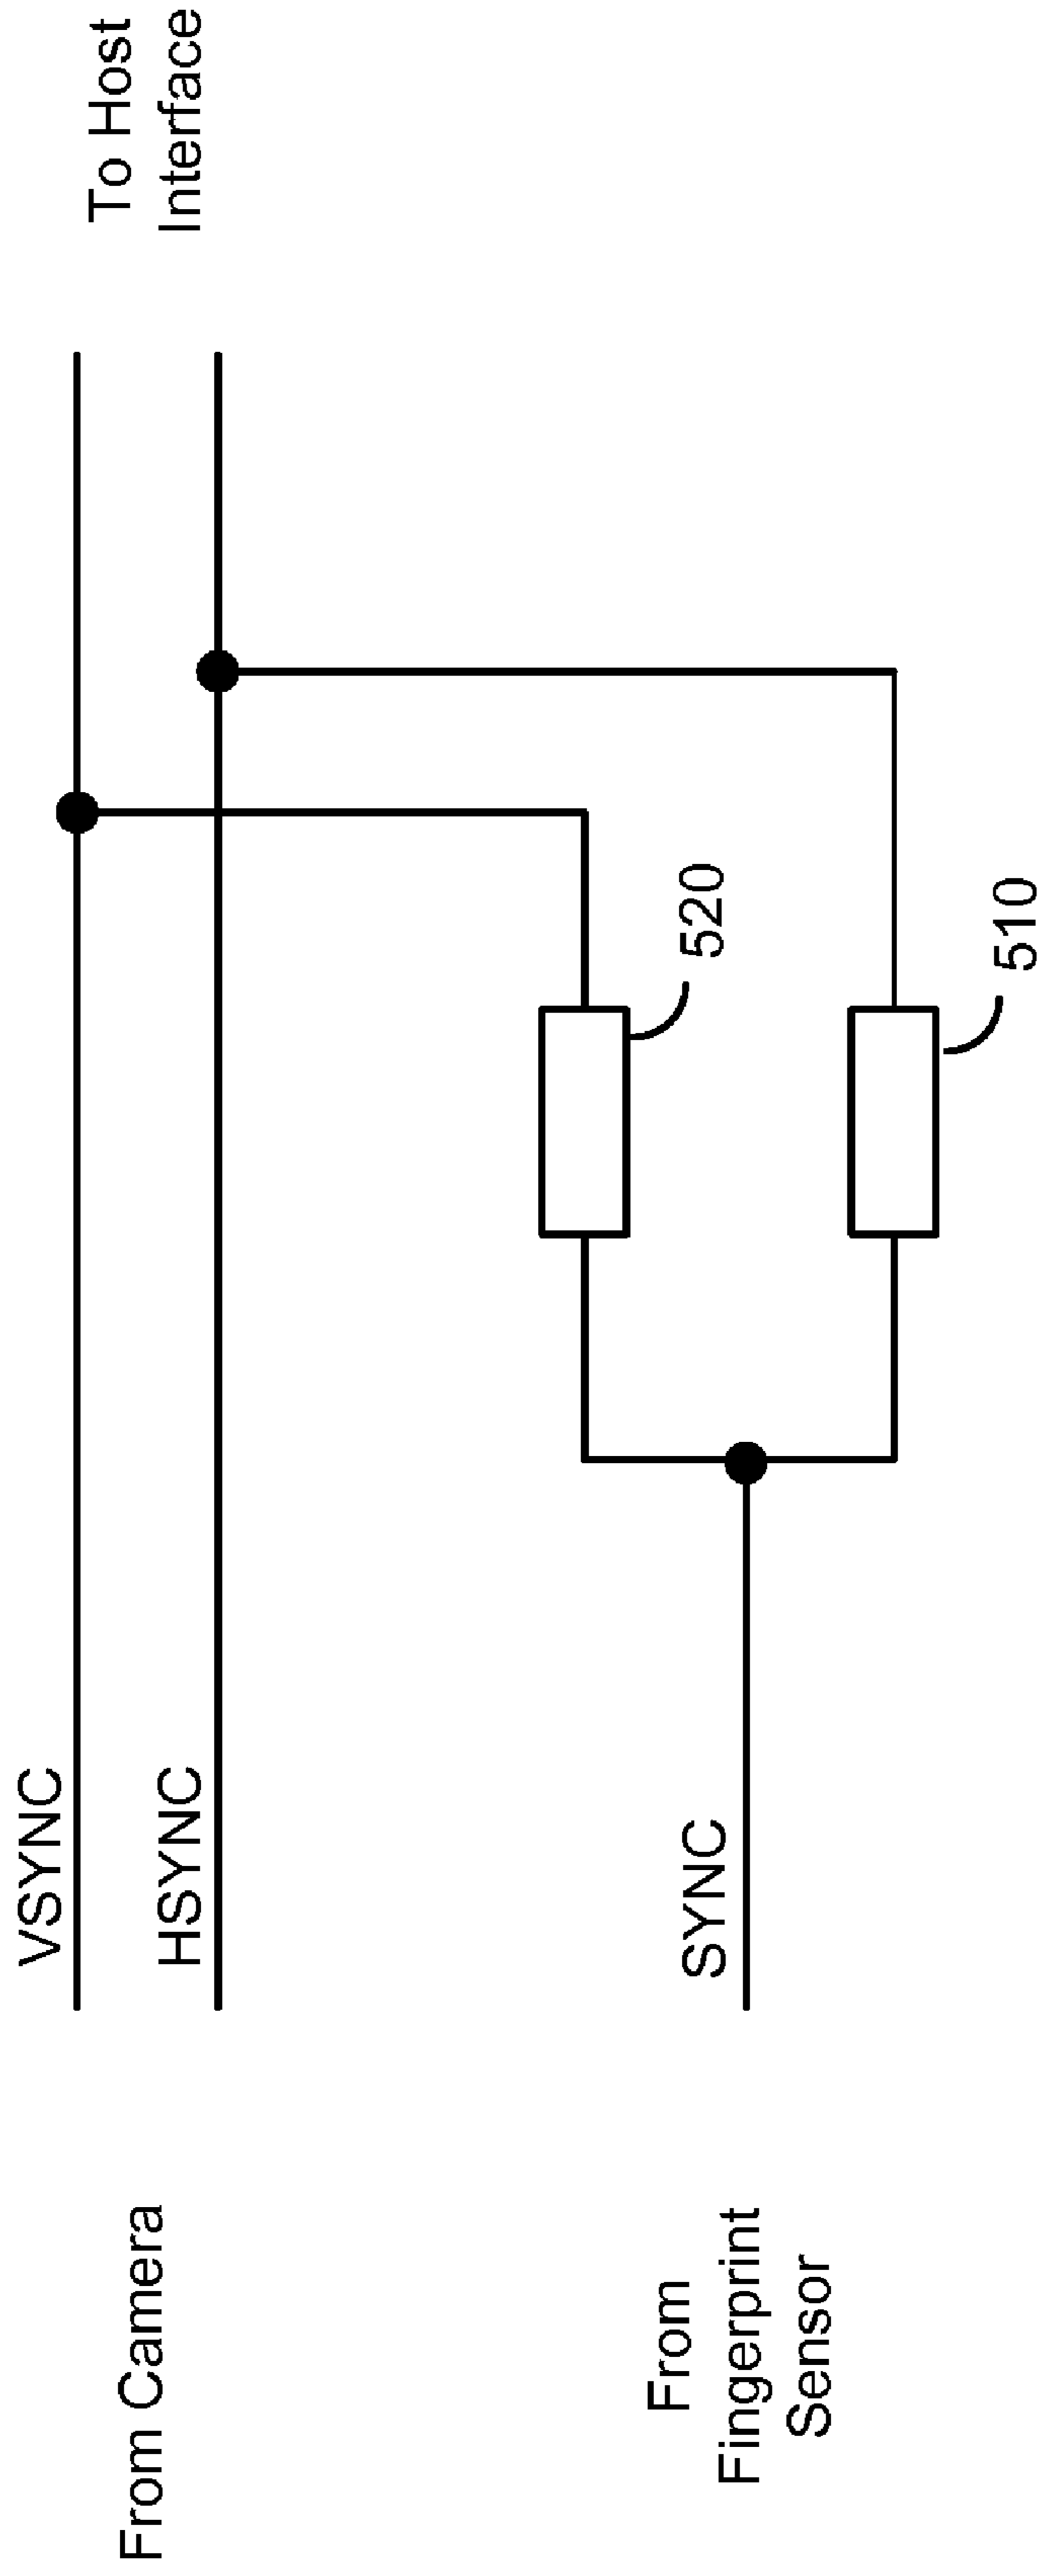 VSYNC
To Host
Interface
From Camera
HSYNC
520
SYNC
From
Fingerprint
Sensor
510